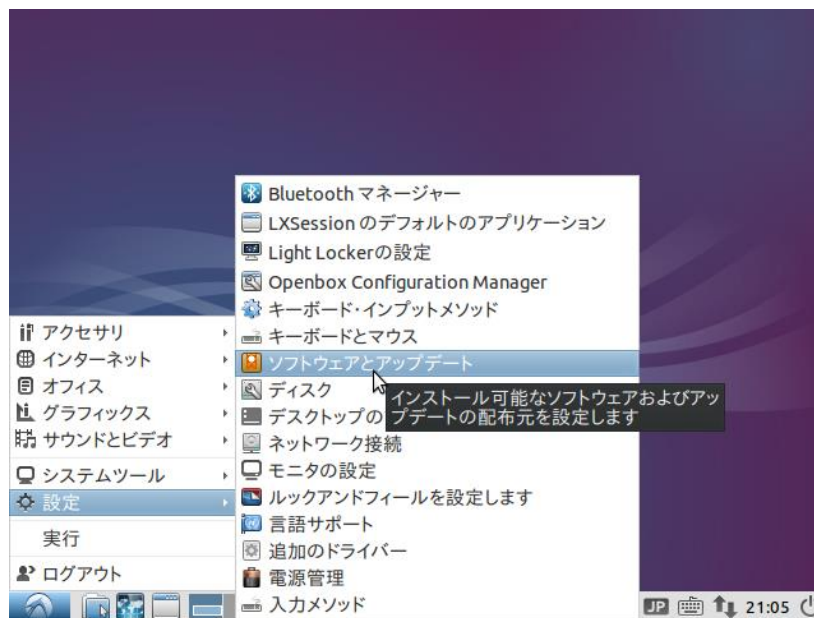 Bluetooth マネージャー
LXSession のデフォルトのアプリケーション
Light Lockerの設定
Openbox Configuration Manager
キーボード・インプットメソッド
キーボードとマウス
ソフトウェアとアップデート
ディスク
デスクトップの
ネットワーク接続
モニタの設定
ルックアンドフィールを設定します
言語サポート
追加のドライバー
電源管理
入力メソッド
インストール可能なソフトウェアおよびアッ
プデートの配布元を設定します
アクセサリ
インターネット
オフィス
グラフィックス
サウンドとビデオ
システムツール
設定
実行
ログアウト
JP
21:05